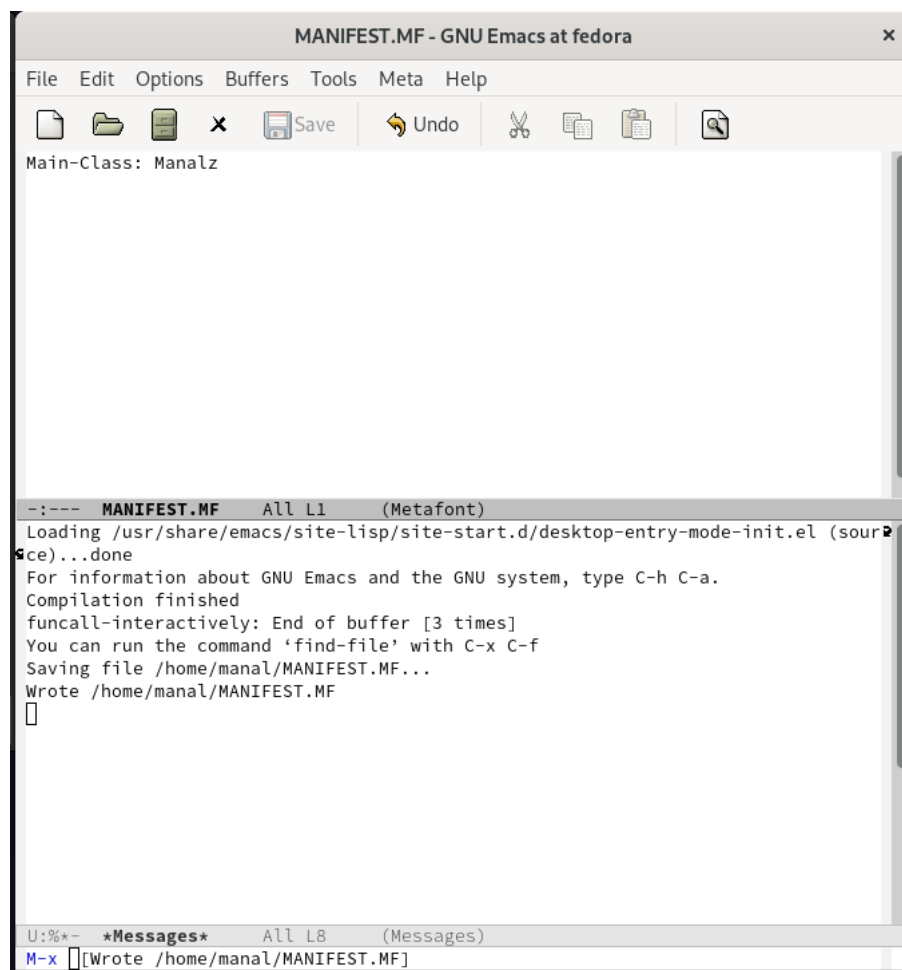 MANIFEST.MF - GNU Emacs at fedora
File Edit Options Buffers Tools Meta Help
Save Undo
Main-Class: Manalz
-:--- MANIFEST.MF All L1 (Metafont)
Loading /usr/share/emacs/site-lisp/site-start.d/desktop-entry-mode-init.el (sour
ce)...done
For information about GNU Emacs and the GNU system, type C-h C-a.
Compilation finished
funcall-interactively: End of buffer [3 times]
You can run the command ‘find-file’ with C-x C-f
Saving file /home/manal/MANIFEST.MF...
Wrote /home/manal/MANIFEST.MF
U:%*- *Messages* All L8 (Messages)
M-x [Wrote /home/manal/MANIFEST.MF]